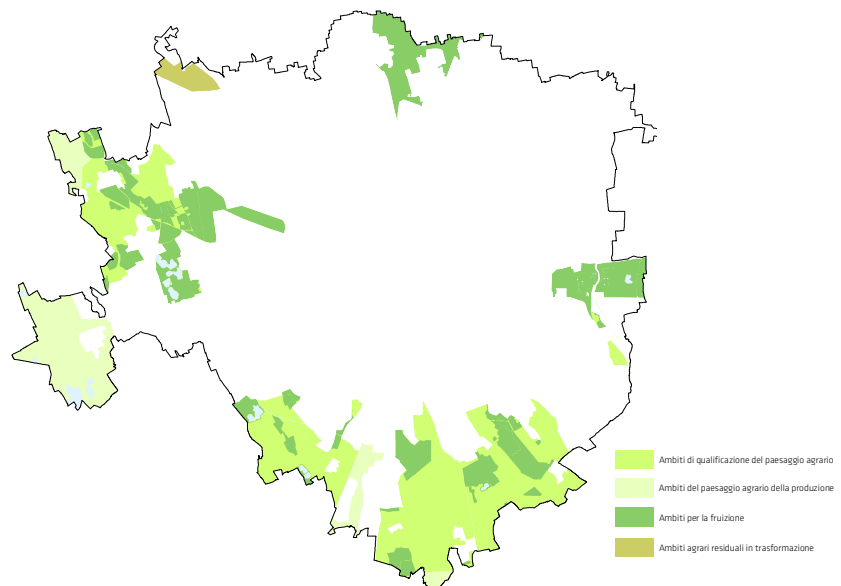 Ambiti di qualificazione del paesaggio agrario
Ambiti del paesaggio agrario della produzione
Ambiti per la fruizione
Ambiti agrari residuali in trasformazione